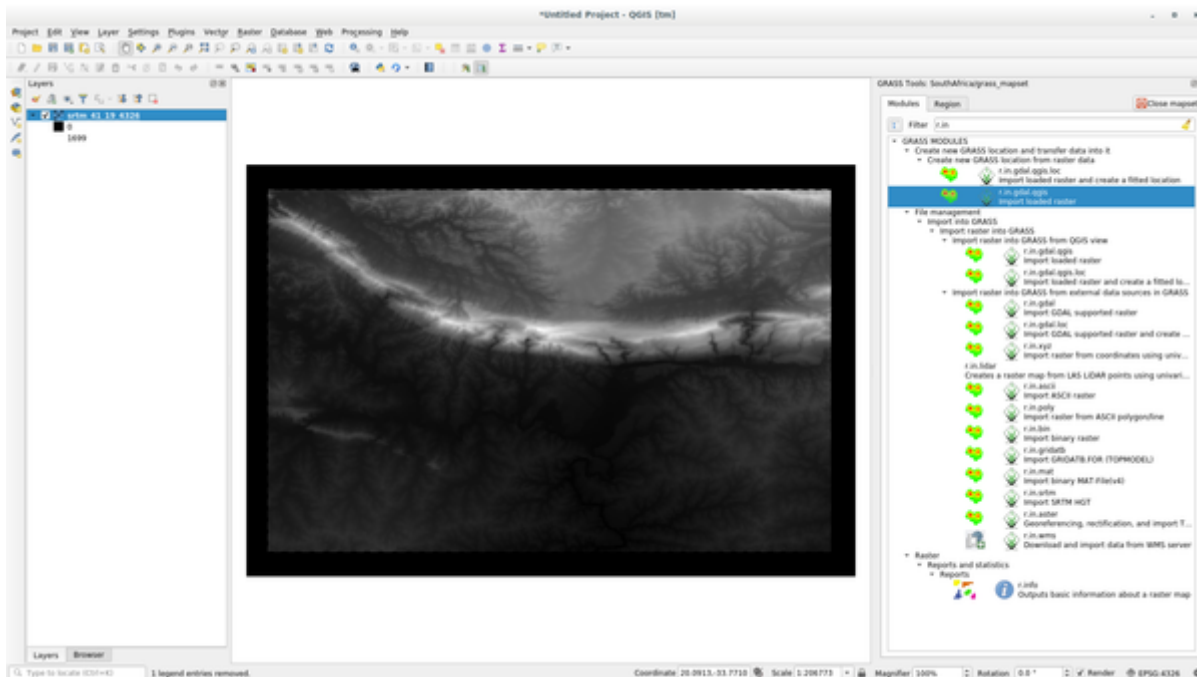 *Untitled Project - QGIS [tm]
Project Edit View Layer Settings Plugins Vector Raster Database Web Processing Help
Layers
srtm_41_19_4326
0
1699
Layers Browser
GRASS Tools: SouthAfrica/grass_mapset
Modules Region Close mapset
Filter r.in
GRASS MODULES
Create new GRASS location and transfer data into it
Create new GRASS location from raster data
r.in.gdal.qgis.loc
Import loaded raster and create a fitted location
r.in.gdal.qgis
Import loaded raster
File management
Import into GRASS
Import raster into GRASS
Import raster into GRASS from QGIS view
r.in.gdal.qgis
Import loaded raster
r.in.gdal.qgis.loc
Import loaded raster and create a fitted lo...
Import raster into GRASS from external data sources in GRASS
r.in.gdal
Import GDAL supported raster
r.in.gdal.loc
Import GDAL supported raster and create ...
r.in.xyz
Import raster from coordinates using univ...
r.in.lidar
Creates a raster map from LAS LiDAR points using univari...
r.in.ascii
Import ASCII raster
r.in.poly
Import raster from ASCII polygon/line
r.in.bin
Import binary raster
r.in.gridatb
Import GRIDATB.FOR (TOPMODEL)
r.in.mat
Import binary MAT-File(v4)
r.in.srtm
Import SRTM HGT
r.in.aster
Georeferencing, rectification, and import T...
r.in.wms
Download and import data from WMS server
Raster
Reports and statistics
Reports
r.info
Outputs basic information about a raster map
Type to locate (Ctrl+K) 1 legend entries removed. Coordinate 20.0913,-33.7710 Scale 1:206773 Magnifier 100% Rotation 0.0 ° Render EPSG:4326